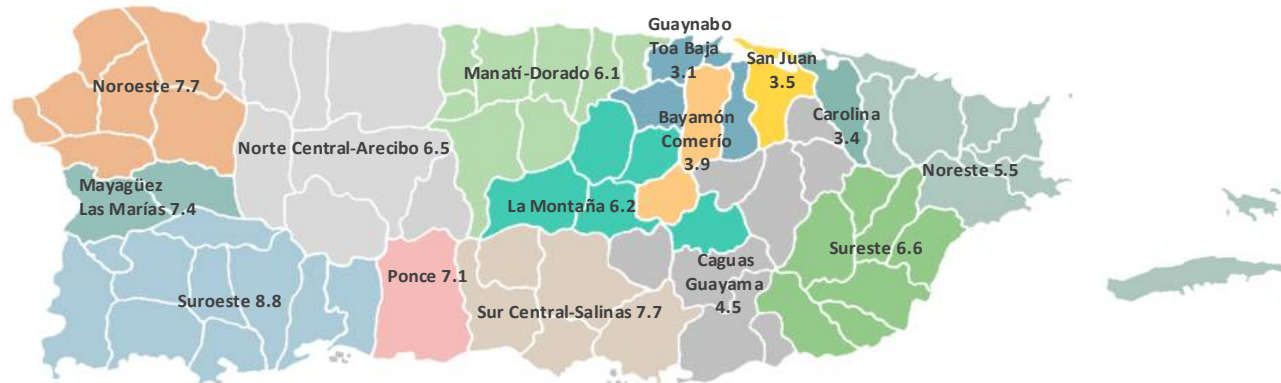 Guaynabo
Toa Baja
3.1
San Juan
3.5
Noroeste 7.7
Manatí-Dorado 6.1
Bayamón
Comerío
3.9
Carolina
3.4
Norte Central-Arecibo 6.5
Noreste 5.5
Mayagüez
Las Marías 7.4
La Montaña 6.2
Sureste 6.6
Caguas
Guayama
4.5
Ponce 7.1
Suroeste 8.8
Sur Central-Salinas 7.7